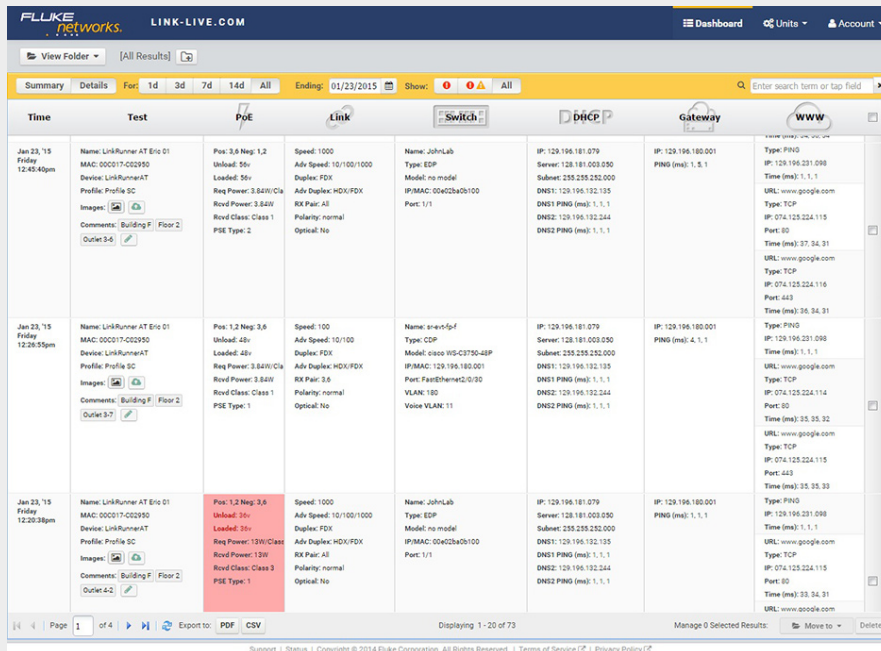 FLUKE networks.
LINK-LIVE.COM
Dashboard Units Account
View Folder [All Results]
Summary Details For: 1d 3d 7d 14d All Ending: 01/23/2015 Show: All Enter search term or tap field
Time Test PoE Link Switch DHCP Gateway WWW
Jan 23, '15
Friday
12:45:40pm
Name: LinkRunner AT Eric 01
MAC: 00C017-C02950
Device: LinkRunnerAT
Profile: Profile SC
Images:
Comments: Building F Floor 2
Outlet 3-6
Pos: 3,6 Neg: 1,2
Unload: 56v
Loaded: 56v
Req Power: 3.84W/Cla
Rcvd Power: 3.84W
Rcvd Class: Class 1
PSE Type: 2
Speed: 1000
Adv Speed: 10/100/1000
Duplex: FDX
Adv Duplex: HDX/FDX
RX Pair: All
Polarity: normal
Optical: No
Name: JohnLab
Type: EDP
Model: no model
IP/MAC: 00e02ba0b100
Port: 1/1
IP: 129.196.181.079
Server: 128.181.003.050
Subnet: 255.255.252.000
DNS1: 129.196.132.135
DNS1 PING (ms): 1, 1, 1
DNS2: 129.196.132.244
DNS2 PING (ms): 1, 1, 1
IP: 129.196.180.001
PING (ms): 1, 5, 1
Type: PING
IP: 129.196.231.098
Time (ms): 1, 1, 1
URL: www.google.com
Type: TCP
IP: 074.125.224.115
Port: 80
Time (ms): 37, 34, 31
URL: www.google.com
Type: TCP
IP: 074.125.224.116
Port: 443
Time (ms): 36, 34, 31
Jan 23, '15
Friday
12:26:55pm
Name: LinkRunner AT Eric 01
MAC: 00C017-C02950
Device: LinkRunnerAT
Profile: Profile SC
Images:
Comments: Building F Floor 2
Outlet 3-7
Pos: 1,2 Neg: 3,6
Unload: 48v
Loaded: 48v
Req Power: 3.84W/Cla
Rcvd Power: 3.84W
Rcvd Class: Class 1
PSE Type: 1
Speed: 100
Adv Speed: 10/100
Duplex: FDX
Adv Duplex: HDX/FDX
RX Pair: 3,6
Polarity: normal
Optical: No
Name: sr-evt-fp-f
Type: CDP
Model: cisco WS-C3750-48P
IP/MAC: 129.196.180.001
Port: FastEthernet2/0/30
VLAN: 180
Voice VLAN: 11
IP: 129.196.181.079
Server: 128.181.003.050
Subnet: 255.255.252.000
DNS1: 129.196.132.135
DNS1 PING (ms): 1, 1, 1
DNS2: 129.196.132.244
DNS2 PING (ms): 1, 1, 1
IP: 129.196.180.001
PING (ms): 4, 1, 1
Type: PING
IP: 129.196.231.098
Time (ms): 1, 1, 1
URL: www.google.com
Type: TCP
IP: 074.125.224.114
Port: 80
Time (ms): 35, 35, 32
URL: www.google.com
Type: TCP
IP: 074.125.224.115
Port: 443
Time (ms): 35, 35, 33
Jan 23, '15
Friday
12:20:38pm
Name: LinkRunner AT Eric 01
MAC: 00C017-C02950
Device: LinkRunnerAT
Profile: Profile SC
Images:
Comments: Building F Floor 2
Outlet 4-2
Pos: 1,2 Neg: 3,6
Unload: 36v
Loaded: 36v
Req Power: 13W/Class
Rcvd Power: 13W
Rcvd Class: Class 3
PSE Type: 1
Speed: 1000
Adv Speed: 10/100/1000
Duplex: FDX
Adv Duplex: HDX/FDX
RX Pair: All
Polarity: normal
Optical: No
Name: JohnLab
Type: EDP
Model: no model
IP/MAC: 00e02ba0b100
Port: 1/1
IP: 129.196.181.079
Server: 128.181.003.050
Subnet: 255.255.252.000
DNS1: 129.196.132.135
DNS1 PING (ms): 1, 1, 1
DNS2: 129.196.132.244
DNS2 PING (ms): 1, 1, 1
IP: 129.196.180.001
PING (ms): 1, 1, 1
Type: PING
IP: 129.196.231.098
Time (ms): 1, 1, 1
URL: www.google.com
Type: TCP
IP: 074.125.224.115
Port: 80
Time (ms): 33, 34, 31
URL: www.google.com
Page 1 of 4 Export to: PDF CSV Displaying 1 - 20 of 73 Manage 0 Selected Results: Move to Delete
Support | Status | Copyright © 2014 Fluke Corporation. All Rights Reserved. | Terms of Service | Privacy Policy